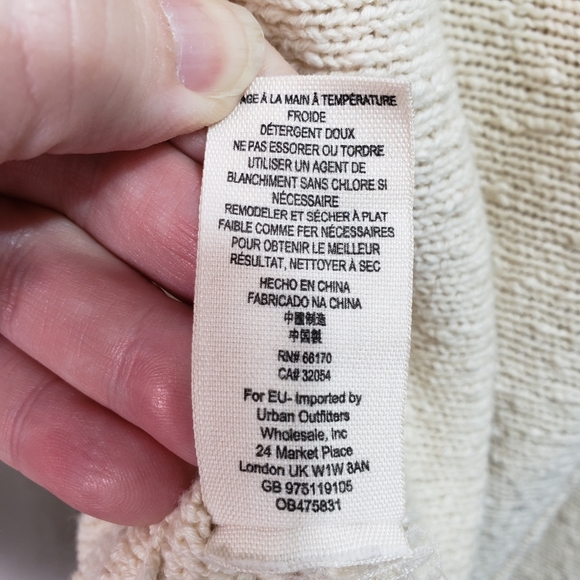 AGE À LA MAIN À TEMPÉRATURE
FROIDE
DÉTERGENT DOUX
NE PAS ESSORER OU TORDRE
UTILISER UN AGENT DE
BLANCHIMENT SANS CHLORE SI
NÉCESSAIRE
REMODELER ET SÉCHER À PLAT
FAIBLE COMME FER NÉCESSAIRES
POUR OBTENIR LE MEILLEUR
RÉSULTAT, NETTOYER À SEC
HECHO EN CHINA
FABRICADO NA CHINA
中國制造
中国製
RN# 66170
CA# 32054
For EU- Imported by
Urban Outfitters
Wholesale, Inc
24 Market Place
London UK W1W 8AN
GB 975119105
OB475831